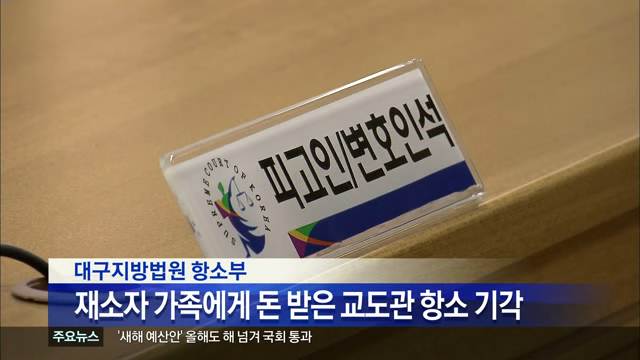 피고인/변호인석
SUPREME COURT OF KOREA
대구지방법원 항소부
재소자 가족에게 돈 받은 교도관 항소 기각
주요뉴스 '새해 예산안' 올해도 해 넘겨 국회 통과